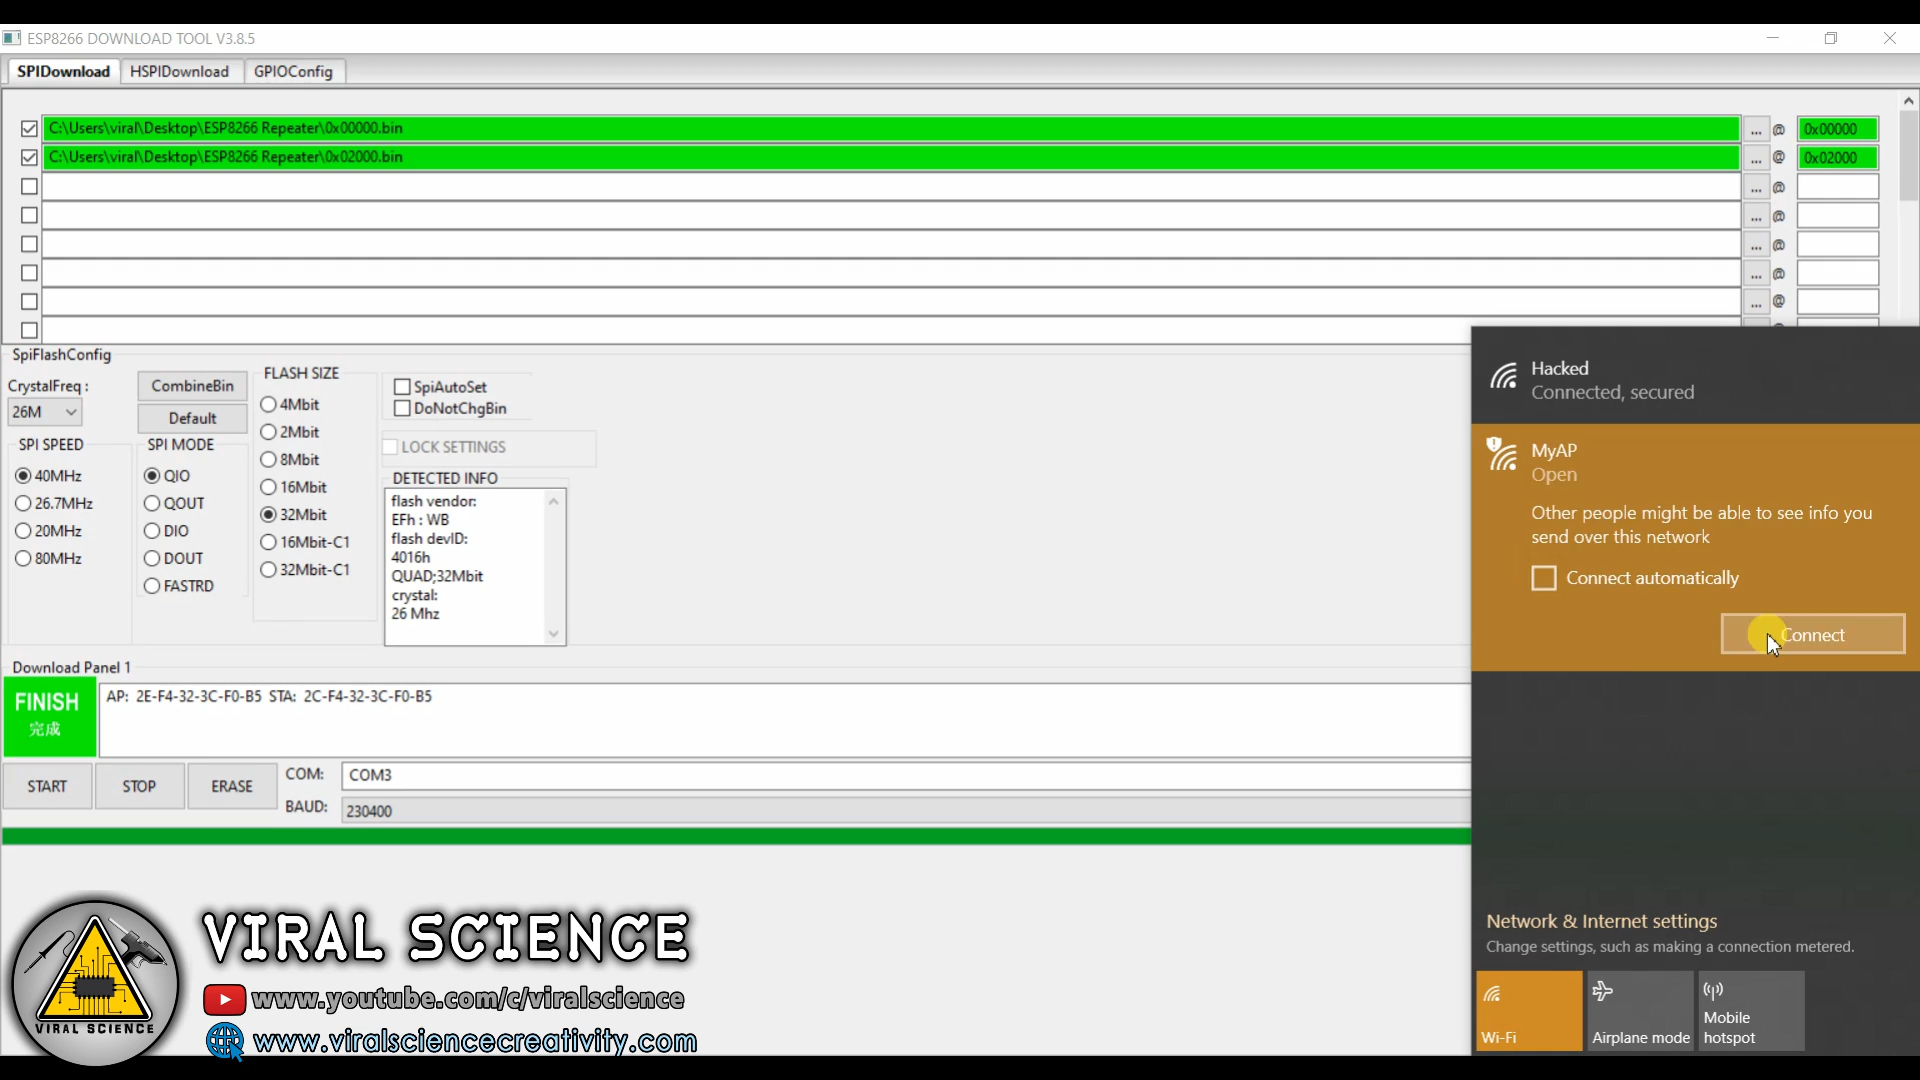 ESP8266 DOWNLOAD TOOL V3.8.5
SPIDownload HSPIDownload GPIOConfig
C:\Users\viral\Desktop\ESP8266 Repeater\0x00000.bin ... @ 0x00000
C:\Users\viral\Desktop\ESP8266 Repeater\0x02000.bin ... @ 0x02000
... @
... @
... @
... @
... @
SpiFlashConfig
CrystalFreq :
26M
CombineBin
Default
SPI SPEED
40MHz
26.7MHz
20MHz
80MHz
SPI MODE
QIO
QOUT
DIO
DOUT
FASTRD
FLASH SIZE
4Mbit
2Mbit
8Mbit
16Mbit
32Mbit
16Mbit-C1
32Mbit-C1
SpiAutoSet
DoNotChgBin
LOCK SETTINGS
DETECTED INFO
flash vendor:
EFh : WB
flash devID:
4016h
QUAD;32Mbit
crystal:
26 Mhz
Download Panel 1
FINISH
完成
AP: 2E-F4-32-3C-F0-B5 STA: 2C-F4-32-3C-F0-B5
START STOP ERASE
COM: COM3
BAUD: 230400
Hacked
Connected, secured
MyAP
Open
Other people might be able to see info you
send over this network
Connect automatically
Connect
Network & Internet settings
Change settings, such as making a connection metered.
Wi-Fi
Airplane mode
Mobile
hotspot
VIRAL SCIENCE
VIRAL SCIENCE
www.youtube.com/c/viralscience
www.viralsciencecreativity.com